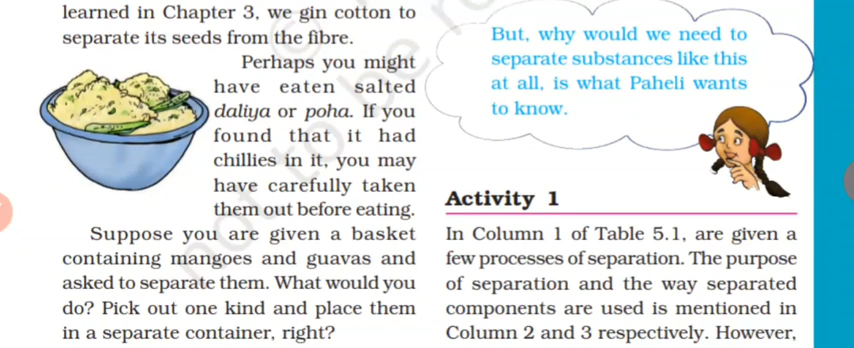 learned in Chapter 3, we gin cotton to
separate its seeds from the fibre.
Perhaps you might
have eaten salted
daliya or poha. If you
found that it had
chillies in it, you may
have carefully taken
them out before eating.
Suppose you are given a basket
containing mangoes and guavas and
asked to separate them. What would you
do? Pick out one kind and place them
in a separate container, right?
But, why would we need to
separate substances like this
at all, is what Paheli wants
to know.
Activity 1
In Column 1 of Table 5.1, are given a
few processes of separation. The purpose
of separation and the way separated
components are used is mentioned in
Column 2 and 3 respectively. However,